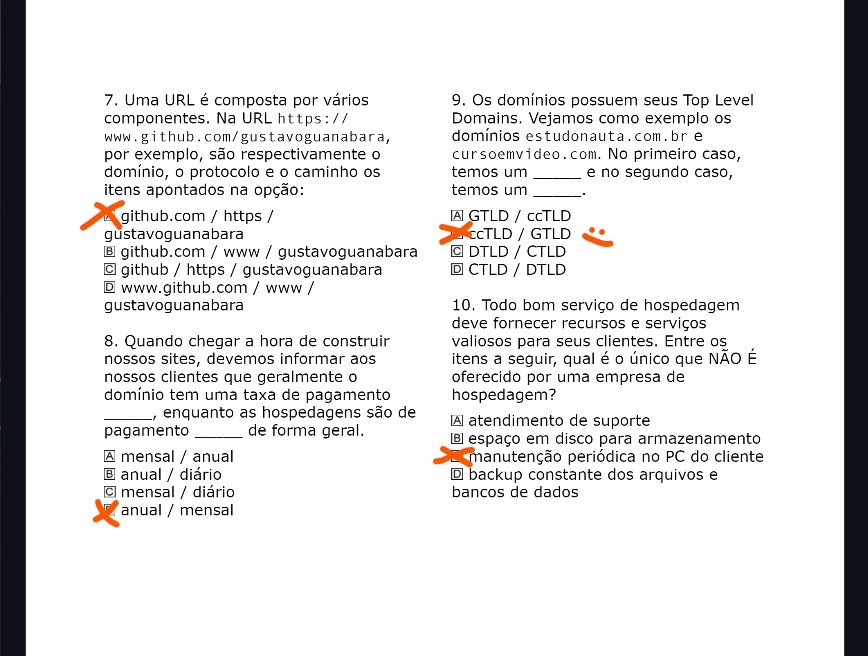 7. Uma URL é composta por vários
componentes. Na URL https://
www.github.com/gustavoguanabara,
por exemplo, são respectivamente o
domínio, o protocolo e o caminho os
itens apontados na opção:
A github.com / https /
gustavoguanabara
B github.com / www / gustavoguanabara
C github / https / gustavoguanabara
D www.github.com / www /
gustavoguanabara
8. Quando chegar a hora de construir
nossos sites, devemos informar aos
nossos clientes que geralmente o
domínio tem uma taxa de pagamento
_____, enquanto as hospedagens são de
pagamento _____ de forma geral.
A mensal / anual
B anual / diário
C mensal / diário
D anual / mensal
9. Os domínios possuem seus Top Level
Domains. Vejamos como exemplo os
domínios estudonauta.com.br e
cursoemvideo.com. No primeiro caso,
temos um _____ e no segundo caso,
temos um _____.
A GTLD / ccTLD
ccTLD / GTLD
C DTLD / CTLD
D CTLD / DTLD
10. Todo bom serviço de hospedagem
deve fornecer recursos e serviços
valiosos para seus clientes. Entre os
itens a seguir, qual é o único que NÃO É
oferecido por uma empresa de
hospedagem?
A atendimento de suporte
B espaço em disco para armazenamento
manutenção periódica no PC do cliente
D backup constante dos arquivos e
bancos de dados